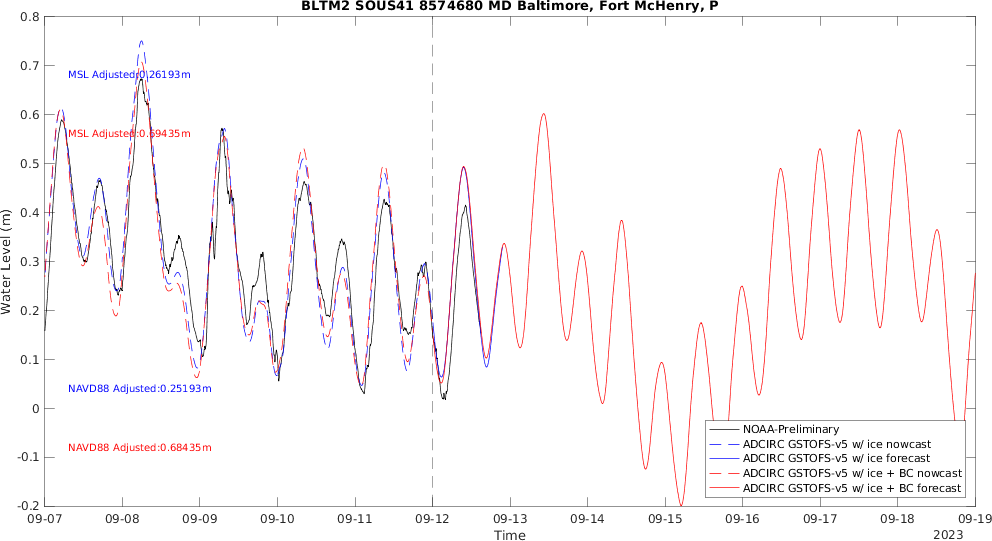 BLTM2 SOUS41 8574680 MD Baltimore, Fort McHenry, P
Water Level (m)
0.8
0.7
0.6
0.5
0.4
0.3
0.2
0.1
0
-0.1
-0.2
MSL Adjusted:0.26193m
MSL Adjusted:0.69435m
NAVD88 Adjusted:0.25193m
NAVD88 Adjusted:0.68435m
NOAA-Preliminary
ADCIRC GSTOFS-v5 w/ ice nowcast
ADCIRC GSTOFS-v5 w/ ice forecast
ADCIRC GSTOFS-v5 w/ ice + BC nowcast
ADCIRC GSTOFS-v5 w/ ice + BC forecast
09-07 09-08 09-09 09-10 09-11 09-12 09-13 09-14 09-15 09-16 09-17 09-18 09-19
Time
2023